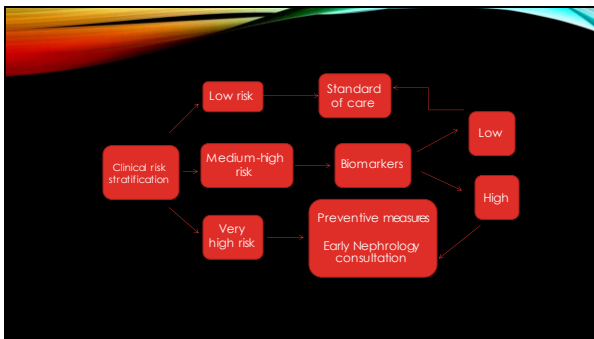 Low risk
Standard
of care
Low
Clinical risk
stratification
Medium-high
risk
Biomarkers
High
Very
high risk
Preventive measures
Early Nephrology
consultation